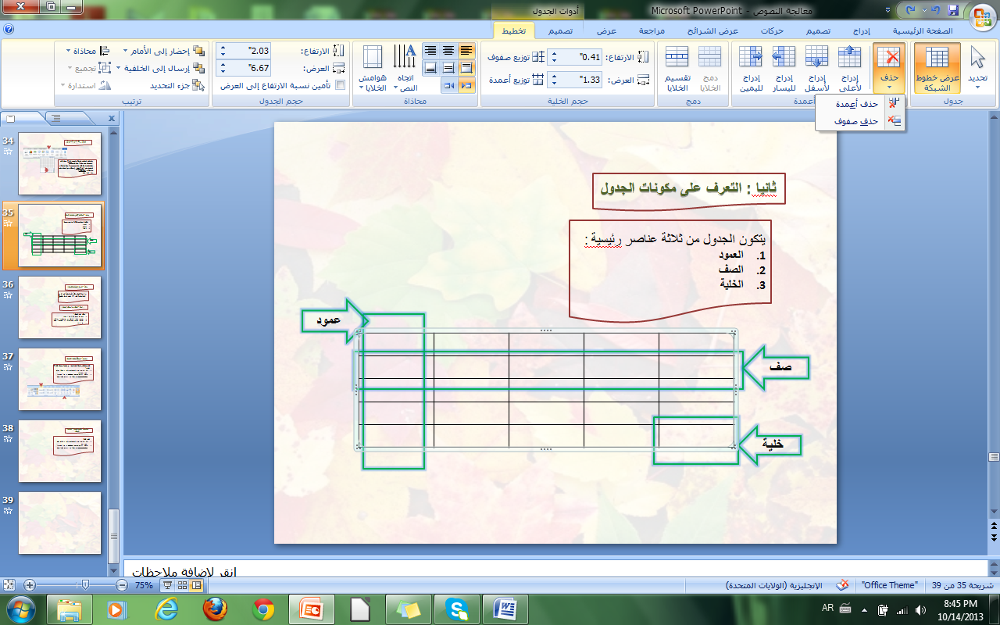 معالجة النصوص - Microsoft PowerPoint
أدوات الجدول
الصفحة الرئيسية
إدراج
تصميم
حركات
عرض الشرائح
مراجعة
عرض
تصميم
تخطيط
تحديد
عرض خطوط الشبكة
جدول
حذف
إدراج لأعلى
إدراج لأسفل
إدراج لليسار
إدراج لليمين
أعمدة
حذف أعمدة
حذف صفوف
دمج الخلايا
تقسيم الخلايا
دمج
الارتفاع:
0.41"
توزيع صفوف
العرض:
1.33"
توزيع أعمدة
حجم الخلية
اتجاه النص
هوامش الخلايا
محاذاة
الارتفاع:
2.03"
العرض:
6.67"
تأمين نسبة الارتفاع إلى العرض
حجم الجدول
إحضار إلى الأمام
إرسال إلى الخلفية
جزء التحديد
محاذاة
تجميع
استدارة
ترتيب
34
35
36
37
38
39
ثانيا : التعرف على مكونات الجدول
يتكون الجدول من ثلاثة عناصر رئيسية :
1. العمود
2. الصف
3. الخلية
عمود
صف
خلية
انقر لإضافة ملاحظات
شريحة 35 من 39
"Office Theme"
الإنجليزية (الولايات المتحدة)
75%
AR
8:45 PM
10/14/2013